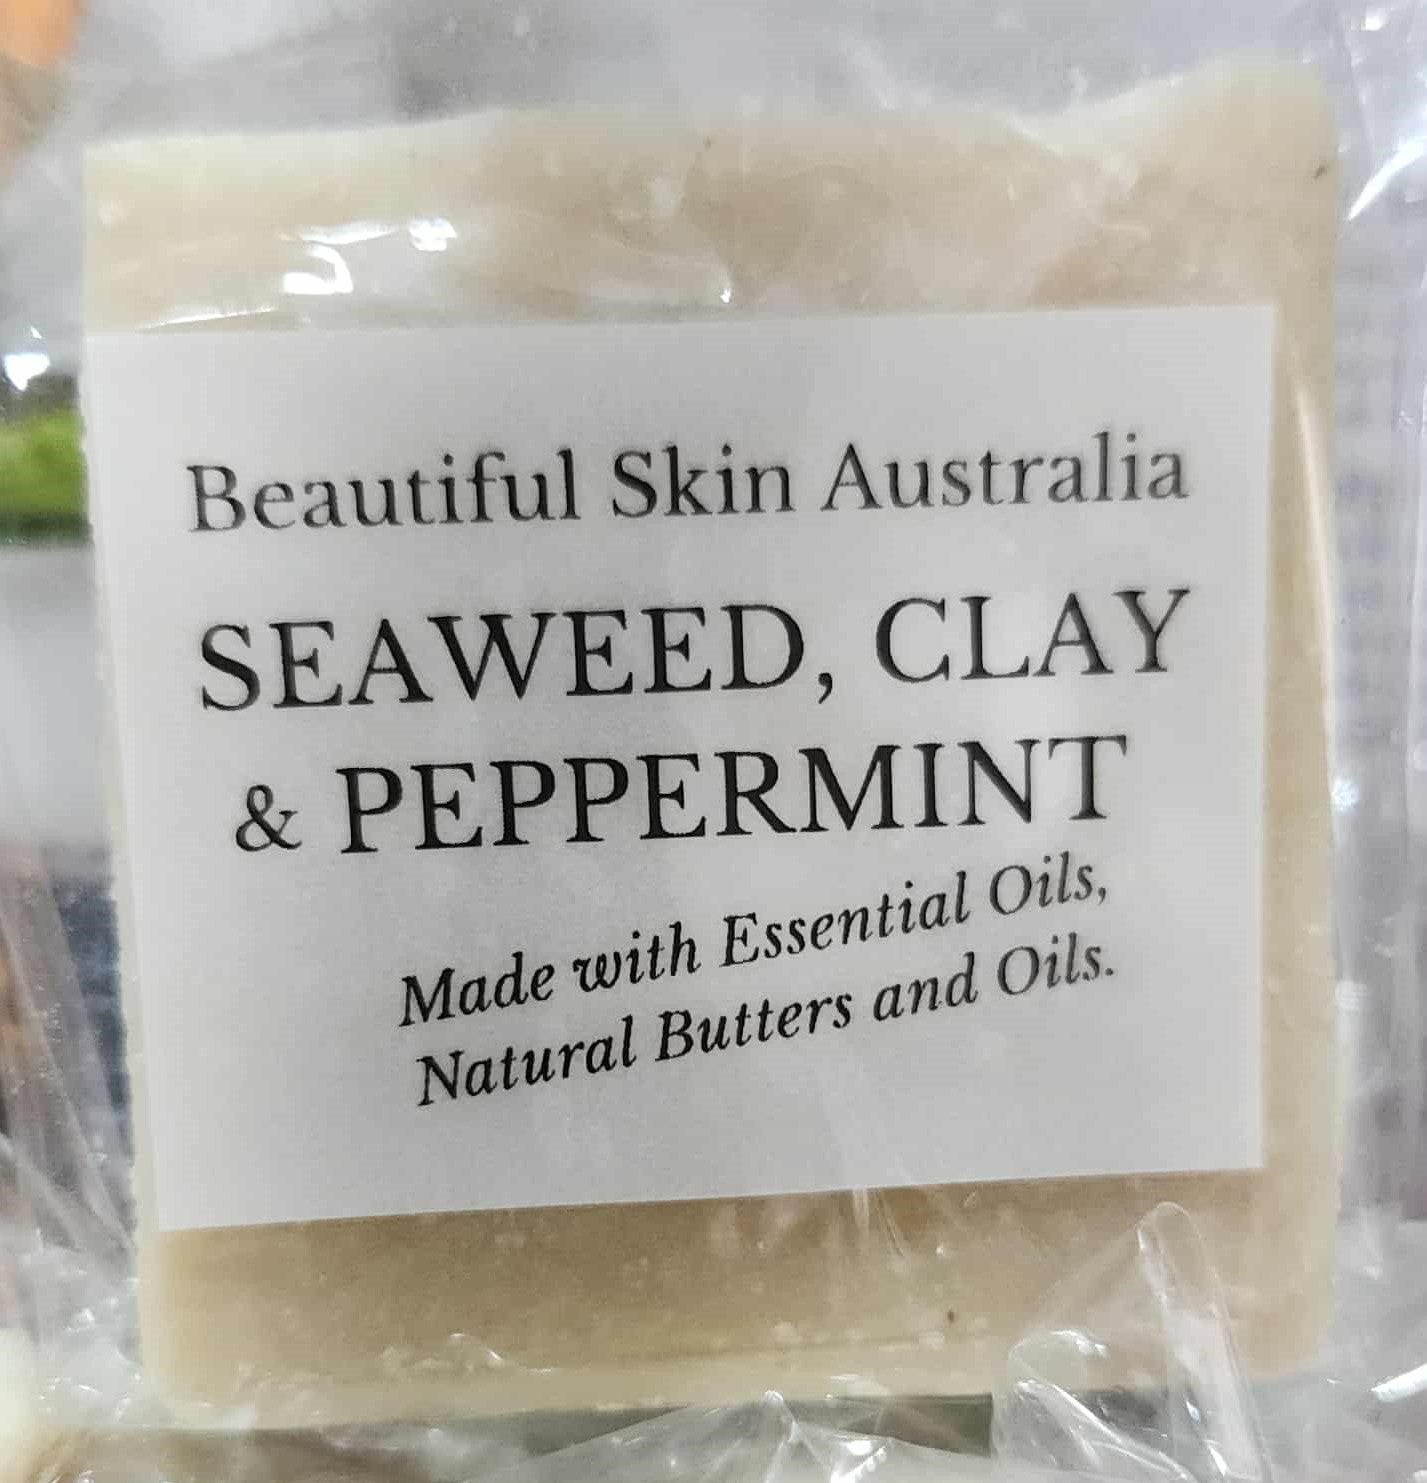 Beautiful Skin Australia
SEAWEED, CLAY
& PEPPERMINT
Made with Essential Oils,
Natural Butters and Oils.